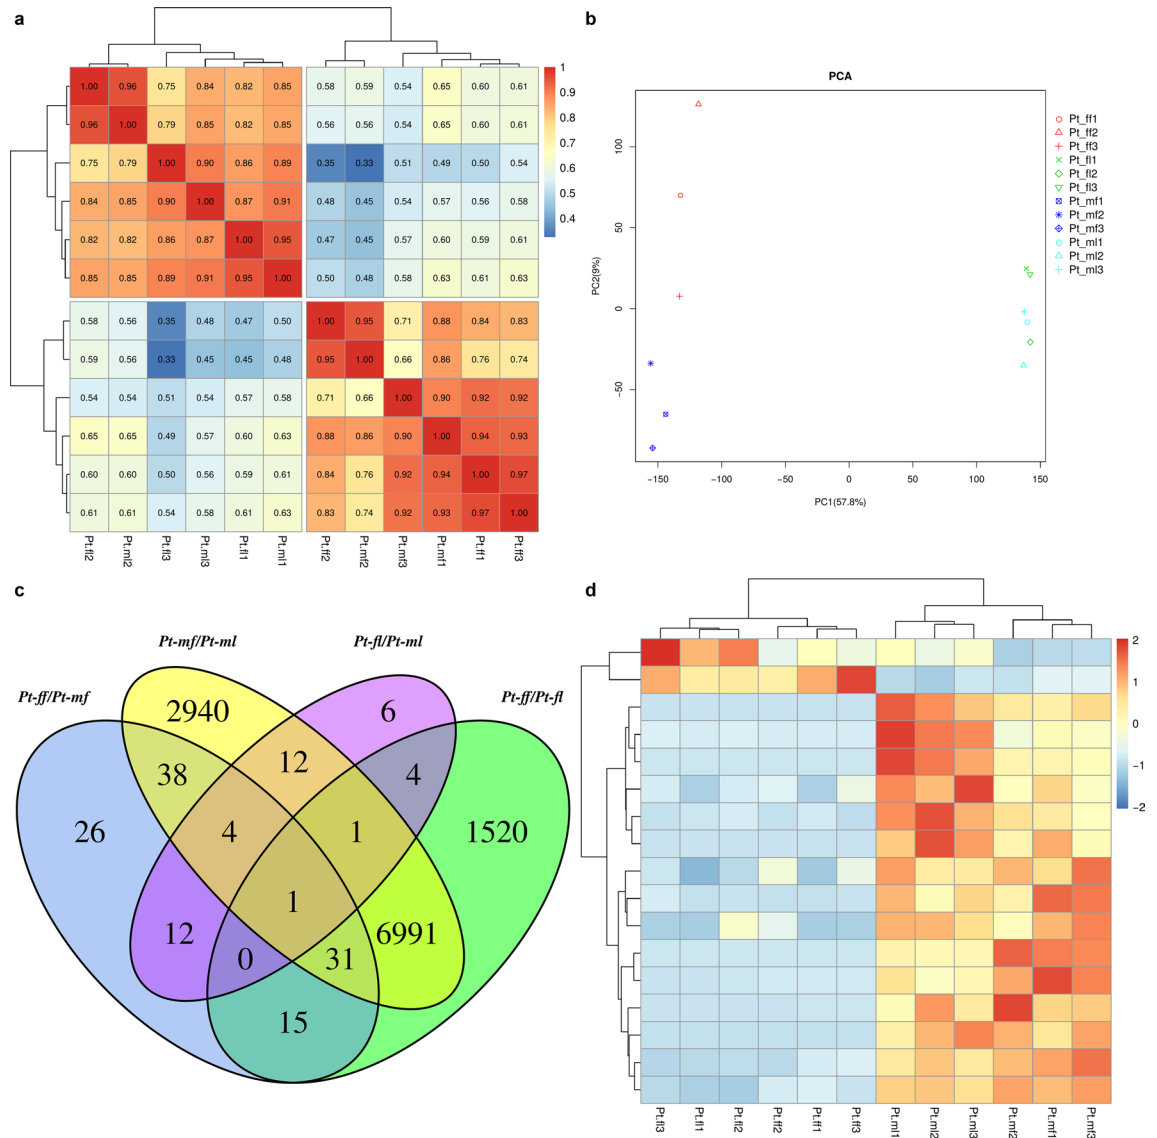 a
1.00 0.96 0.75 0.84 0.82 0.85 0.58 0.59 0.54 0.65 0.60 0.61
0.96 1.00 0.79 0.85 0.82 0.85 0.56 0.56 0.54 0.65 0.60 0.61
0.75 0.79 1.00 0.90 0.86 0.89 0.35 0.33 0.51 0.49 0.50 0.54
0.84 0.85 0.90 1.00 0.87 0.91 0.48 0.45 0.54 0.57 0.56 0.58
0.82 0.82 0.86 0.87 1.00 0.95 0.47 0.45 0.57 0.60 0.59 0.61
0.85 0.85 0.89 0.91 0.95 1.00 0.50 0.48 0.58 0.63 0.61 0.63
0.58 0.56 0.35 0.48 0.47 0.50 1.00 0.95 0.71 0.88 0.84 0.83
0.59 0.56 0.33 0.45 0.45 0.48 0.95 1.00 0.66 0.86 0.76 0.74
0.54 0.54 0.51 0.54 0.57 0.58 0.71 0.66 1.00 0.90 0.92 0.92
0.65 0.65 0.49 0.57 0.60 0.63 0.88 0.86 0.90 1.00 0.94 0.93
0.60 0.60 0.50 0.56 0.59 0.61 0.84 0.76 0.92 0.94 1.00 0.97
0.61 0.61 0.54 0.58 0.61 0.63 0.83 0.74 0.92 0.93 0.97 1.00
Pt.fl2 Pt.ml2 Pt.fl3 Pt.ml3 Pt.fl1 Pt.ml1 Pt.ff2 Pt.mf2 Pt.mf3 Pt.mf1 Pt.ff1 Pt.ff3
1
0.9
0.8
0.7
0.6
0.5
0.4
b
PCA
PC2(9%)
100
50
0
−50
−150 −100 −50 0 50 100 150
PC1(57.8%)
Pt_ff1
Pt_ff2
Pt_ff3
Pt_fl1
Pt_fl2
Pt_fl3
Pt_mf1
Pt_mf2
Pt_mf3
Pt_ml1
Pt_ml2
Pt_ml3
c
Pt-mf/Pt-ml Pt-fl/Pt-ml
Pt-ff/Pt-mf Pt-ff/Pt-fl
2940 6
38 12 4
26 4 1 1520
1
12 0 31 6991
15
d
2
1
0
−1
−2
Pt.fl3 Pt.fl1 Pt.fl2 Pt.ff2 Pt.ff1 Pt.ff3 Pt.ml1 Pt.ml2 Pt.ml3 Pt.mf2 Pt.mf1 Pt.mf3